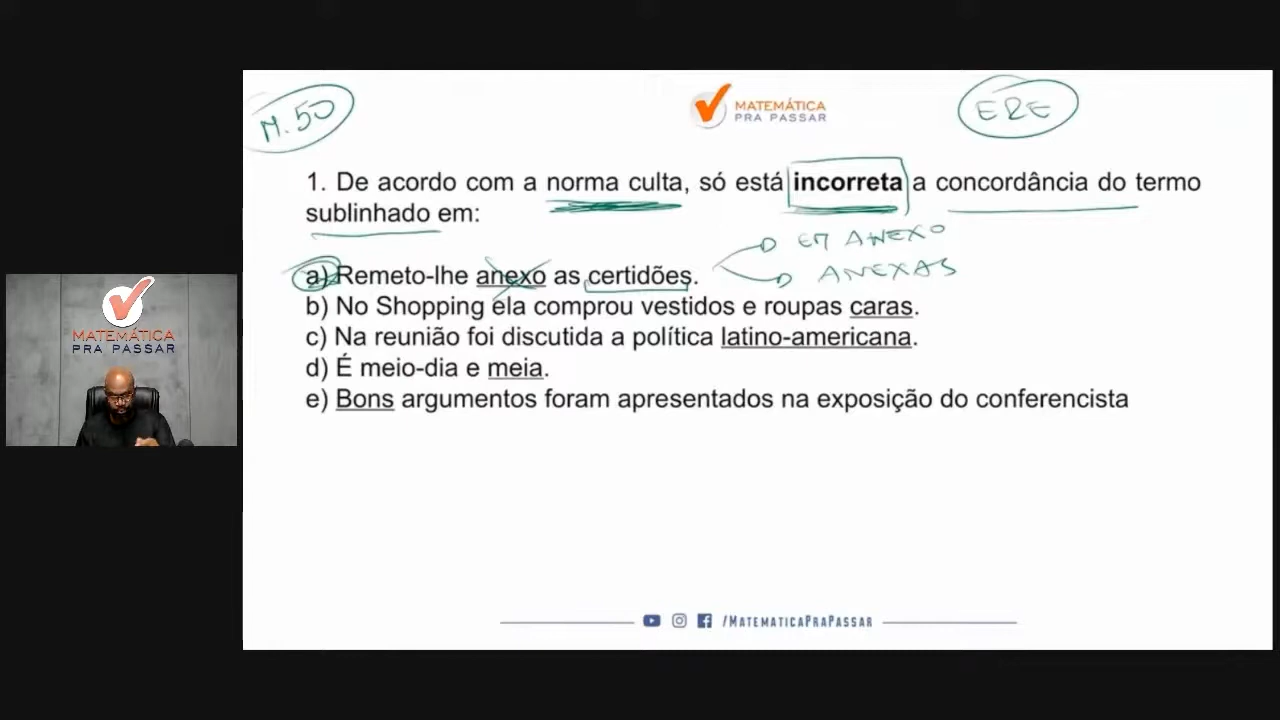 M. 50
MATEMÁTICA
PRA PASSAR
ERE
1. De acordo com a norma culta, só está incorreta a concordância do termo
sublinhado em:
EM ANEXO
ANEXAS
a) Remeto-lhe anexo as certidões.
b) No Shopping ela comprou vestidos e roupas caras.
c) Na reunião foi discutida a política latino-americana.
d) É meio-dia e meia.
e) Bons argumentos foram apresentados na exposição do conferencista
MATEMÁTICA
PRA PASSAR
/MATEMATICAPRAPASSAR